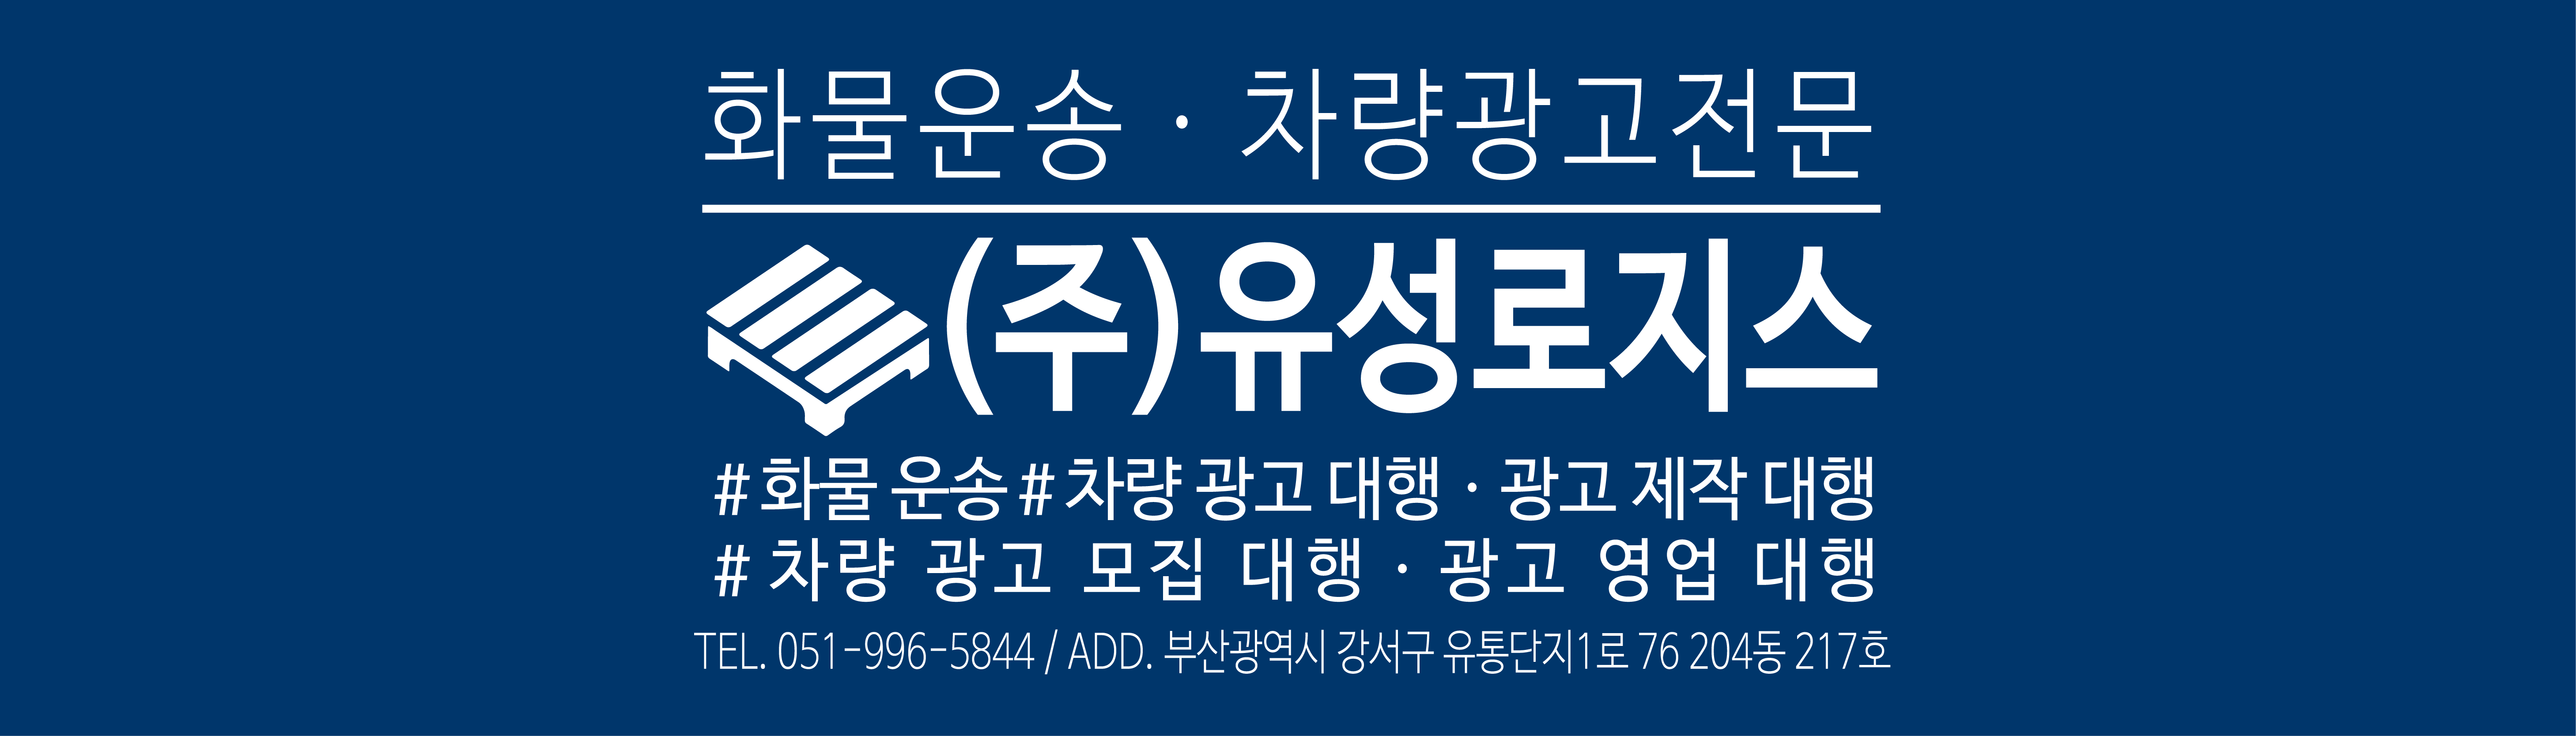 화물운송 · 차량광고전문
(주)유성로지스
#화물 운송 #차량 광고 대행 · 광고 제작 대행
# 차량 광고 모집 대행 · 광고 영업 대행
TEL. 051-996-5844 / ADD. 부산광역시 강서구 유통단지1로 76 204동 217호